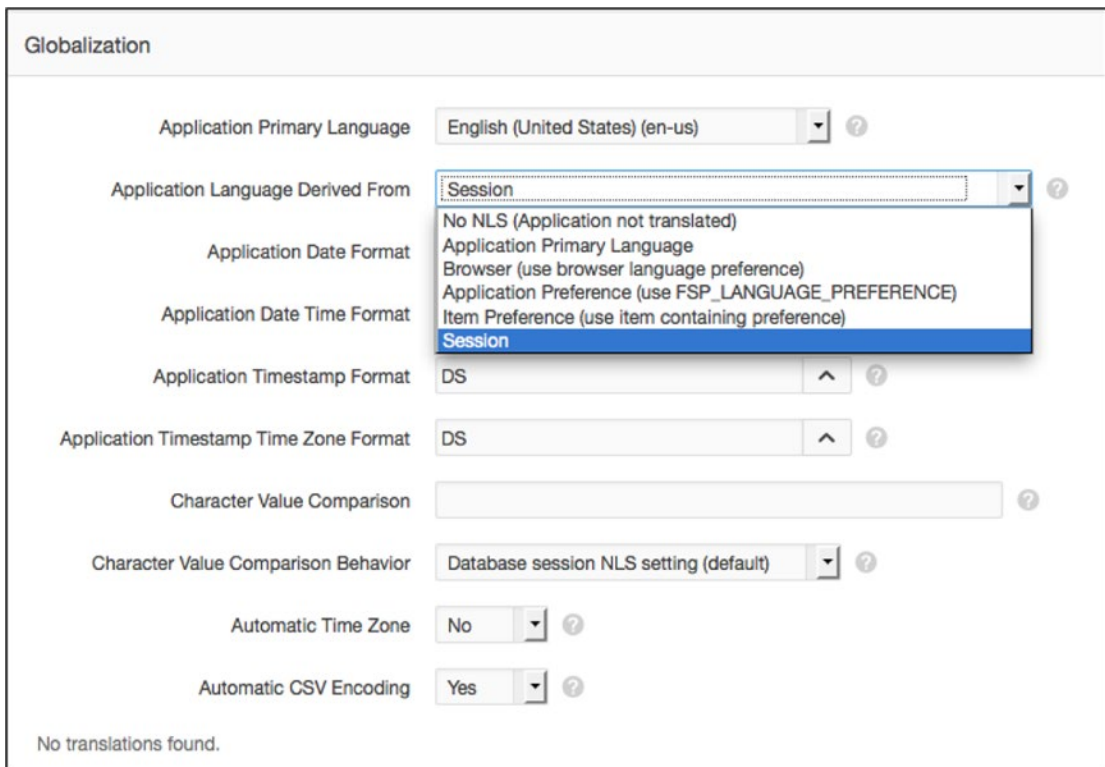 Globalization
Application Primary Language English (United States) (en-us) ?
Application Language Derived From Session ?
No NLS (Application not translated)
Application Primary Language
Application Date Format
Browser (use browser language preference)
Application Preference (use FSP_LANGUAGE_PREFERENCE)
Application Date Time Format
Item Preference (use item containing preference)
Session
Application Timestamp Format DS ?
Application Timestamp Time Zone Format DS ?
Character Value Comparison ?
Character Value Comparison Behavior Database session NLS setting (default) ?
Automatic Time Zone No ?
Automatic CSV Encoding Yes ?
No translations found.